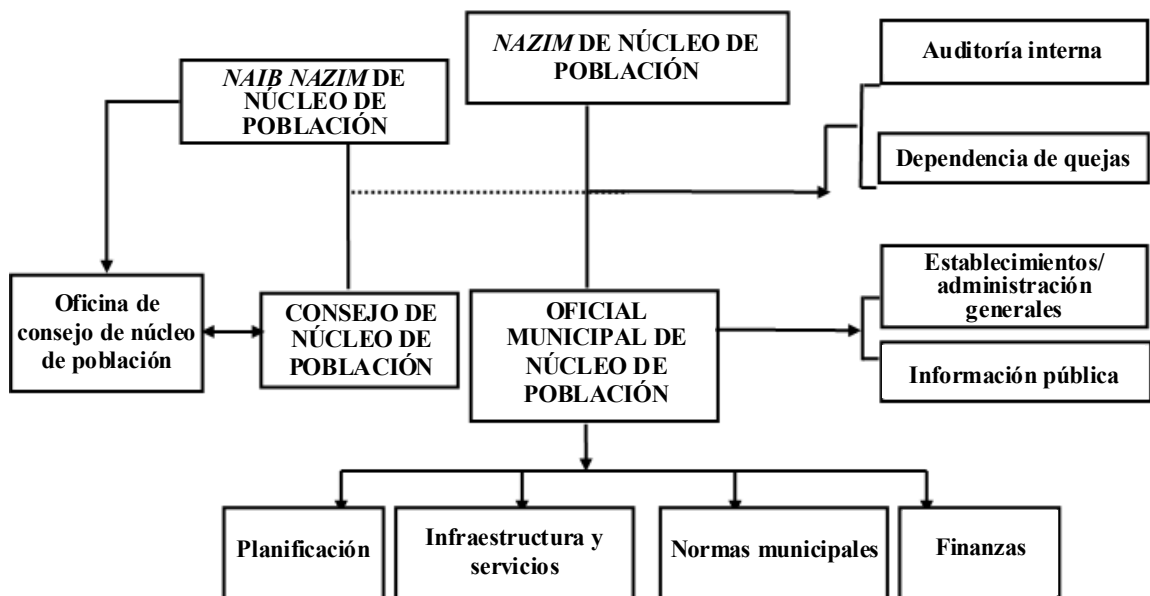 NAZIM DE NÚCLEO DE
POBLACIÓN
NAIB NAZIM DE
NÚCLEO DE
POBLACIÓN
Auditoría interna
Dependencia de quejas
Oficina de
consejo de núcleo
de población
CONSEJO DE
NÚCLEO DE
POBLACIÓN
OFICIAL
MUNICIPAL DE
NÚCLEO DE
POBLACIÓN
Establecimientos/
administración
generales
Información pública
Planificación
Infraestructura y
servicios
Normas municipales
Finanzas